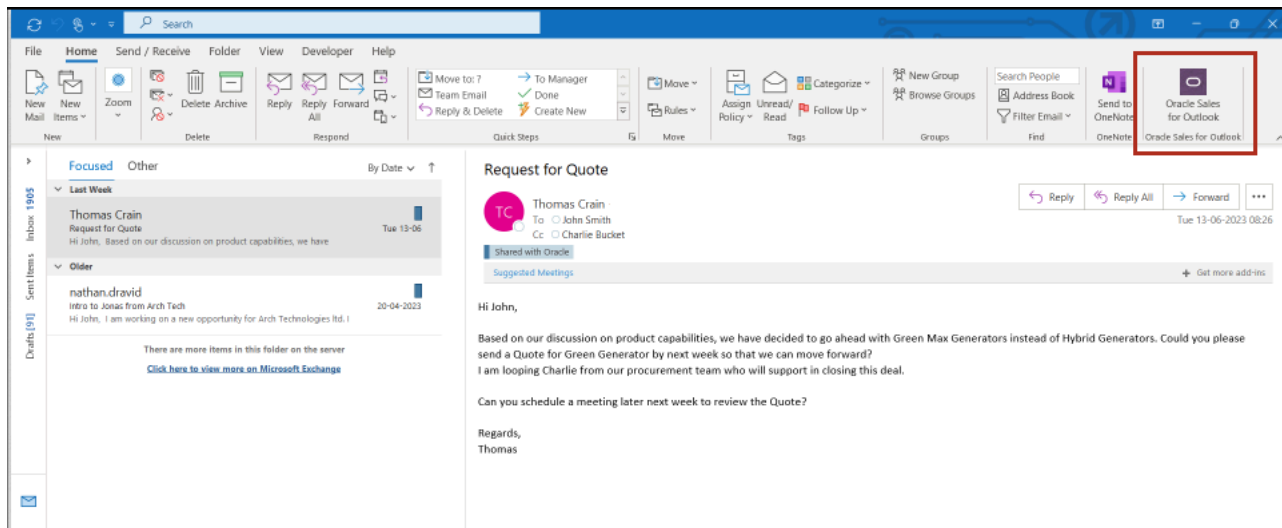 Search
File Home Send / Receive Folder View Developer Help
New Mail
New Items
Zoom
Delete Archive
Reply Reply All Forward
Move to: ? To Manager
Team Email Done
Reply & Delete Create New
Move
Rules
Assign Policy Unread/ Read
Categorize
Follow Up
New Group
Browse Groups
Search People
Address Book
Filter Email
Send to OneNote
Oracle Sales for Outlook
New Delete Respond Quick Steps Move Tags Groups Find OneNote Oracle Sales for Outlook
Inbox 1905
Sent Items
Drafts [91]
Focused Other By Date
Last Week
Thomas Crain
Request for Quote Tue 13-06
Hi John, Based on our discussion on product capabilities, we have
Older
nathan.dravid
Intro to Jonas from Arch Tech 20-04-2023
Hi John, I am working on a new opportunity for Arch Technologies ltd. I
There are more items in this folder on the server
Click here to view more on Microsoft Exchange
Request for Quote
TC
Thomas Crain
To John Smith
Cc Charlie Bucket
Reply Reply All Forward
Tue 13-06-2023 08:26
Shared with Oracle
Suggested Meetings + Get more add-ins
Hi John,
Based on our discussion on product capabilities, we have decided to go ahead with Green Max Generators instead of Hybrid Generators. Could you please
send a Quote for Green Generator by next week so that we can move forward?
I am looping Charlie from our procurement team who will support in closing this deal.
Can you schedule a meeting later next week to review the Quote?
Regards,
Thomas